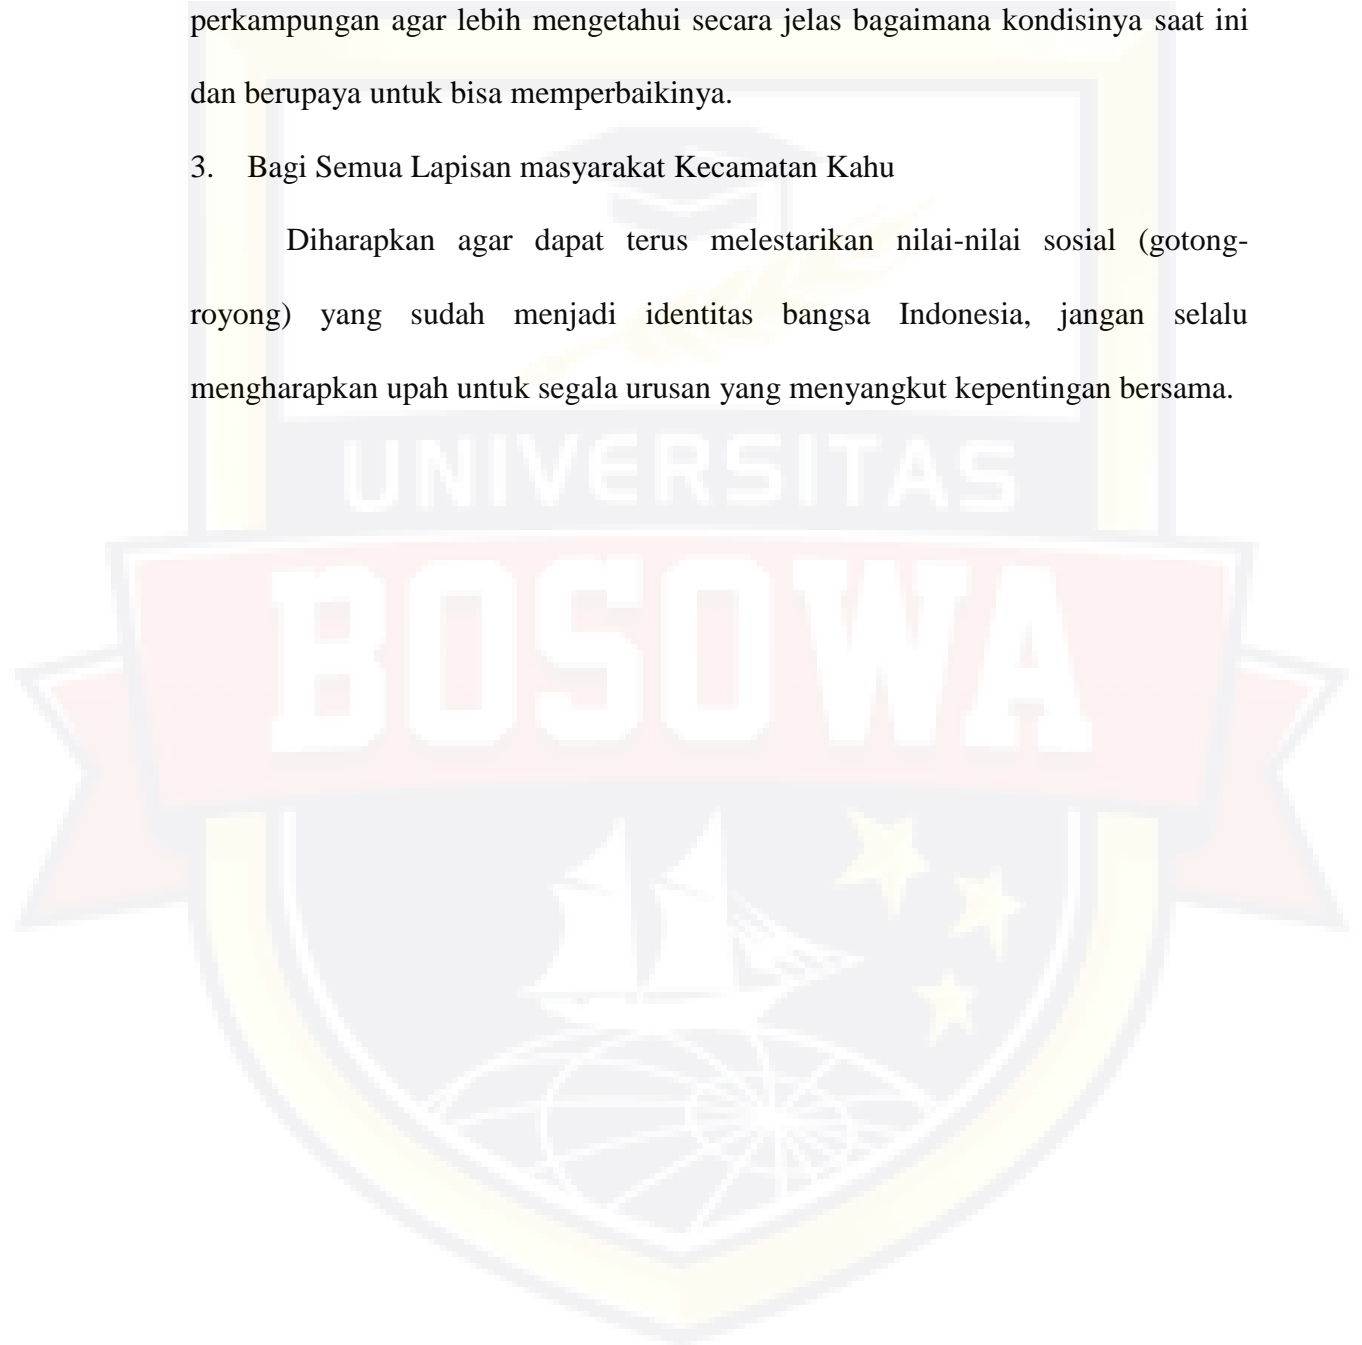 perkampungan agar lebih mengetahui secara jelas bagaimana kondisinya saat ini
dan berupaya untuk bisa memperbaikinya.
3. Bagi Semua Lapisan masyarakat Kecamatan Kahu
Diharapkan agar dapat terus melestarikan nilai-nilai sosial (gotong-
royong) yang sudah menjadi identitas bangsa Indonesia, jangan selalu
mengharapkan upah untuk segala urusan yang menyangkut kepentingan bersama.
UNIVERSITAS
BOSOWA